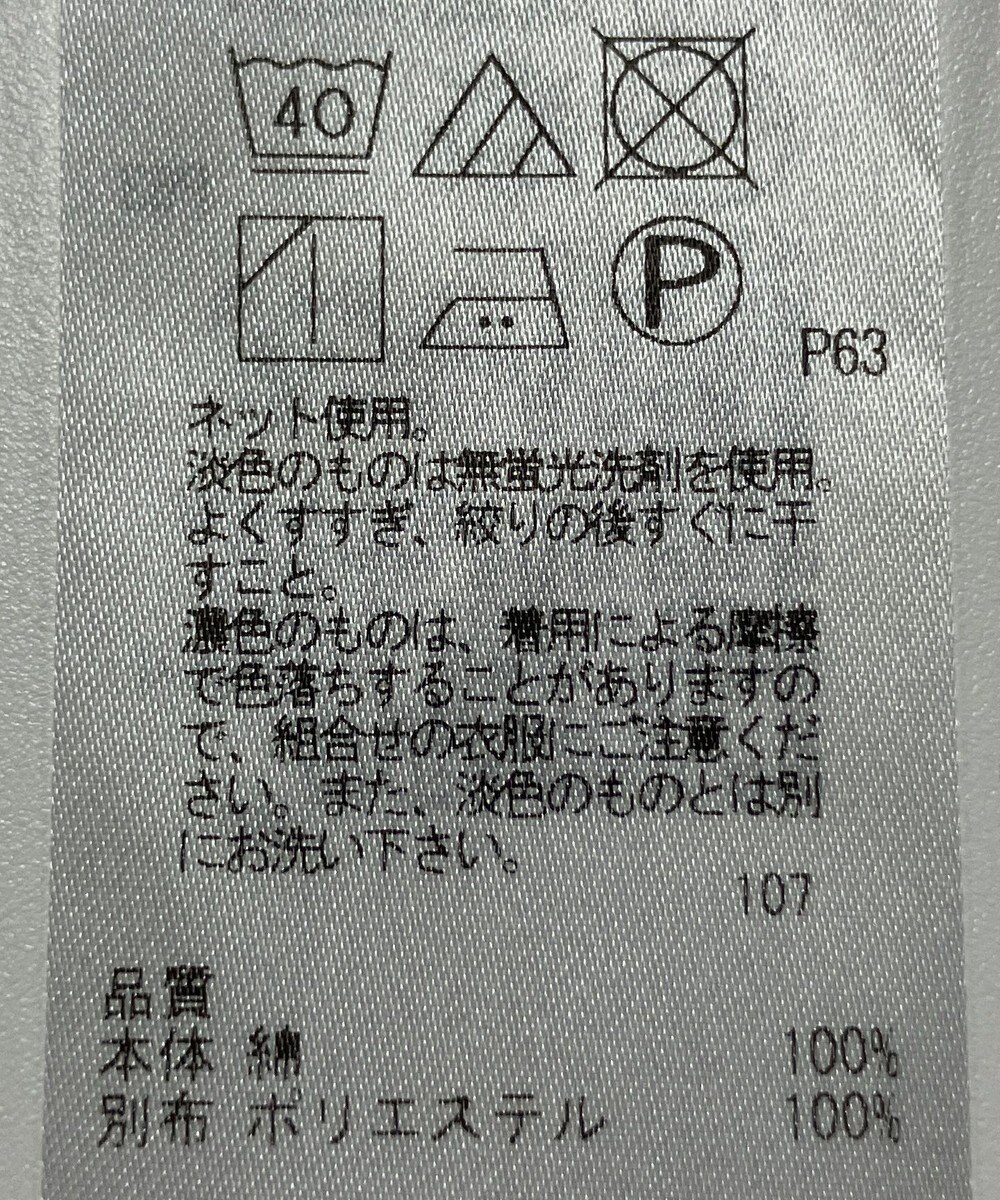 40
P
P63
ネット使用。
淡色のものは無蛍光洗剤を使用。
よくすすぎ、絞りの後すぐに干
すこと。
濃色のものは、着用による摩擦
で色落ちすることがありますの
で、組合せの衣服にご注意くだ
さい。また、淡色のものとは別
にお洗い下さい。
107
品質
本体 綿 100%
別布 ポリエステル 100%